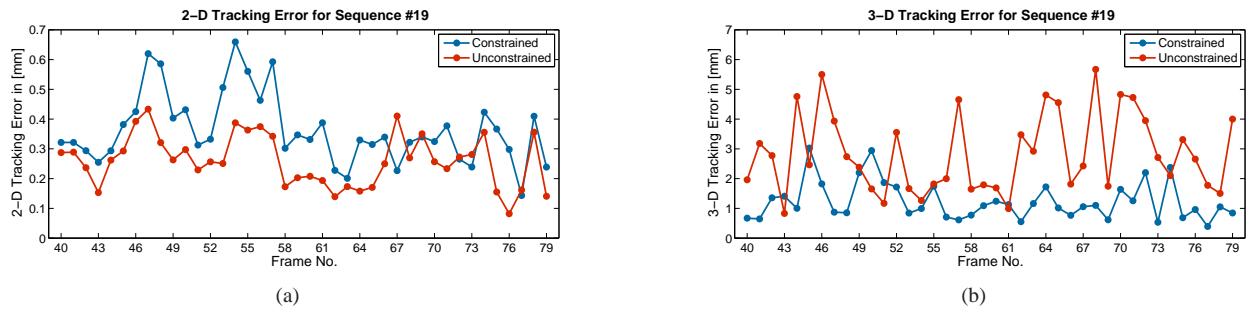 2−D Tracking Error for Sequence #19
0.7
0.6
0.5
0.4
0.3
0.2
0.1
0
2−D Tracking Error in [mm]
Constrained
Unconstrained
40 43 46 49 52 55 58 61 64 67 70 73 76 79
Frame No.
(a)
3−D Tracking Error for Sequence #19
7
6
5
4
3
2
1
0
3−D Tracking Error in [mm]
Constrained
Unconstrained
40 43 46 49 52 55 58 61 64 67 70 73 76 79
Frame No.
(b)